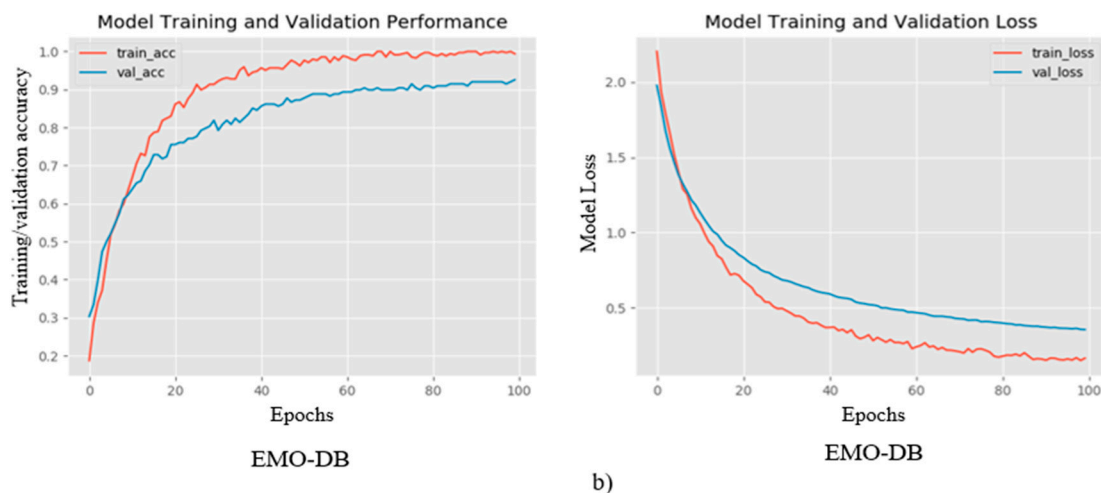 Model Training and Validation Performance
train_acc
val_acc
Training/validation accuracy
1.0
0.9
0.8
0.7
0.6
0.5
0.4
0.3
0.2
0 20 40 60 80 100
Epochs
EMO-DB
Model Training and Validation Loss
train_loss
val_loss
Model Loss
2.0
1.5
1.0
0.5
0 20 40 60 80 100
Epochs
EMO-DB
b)